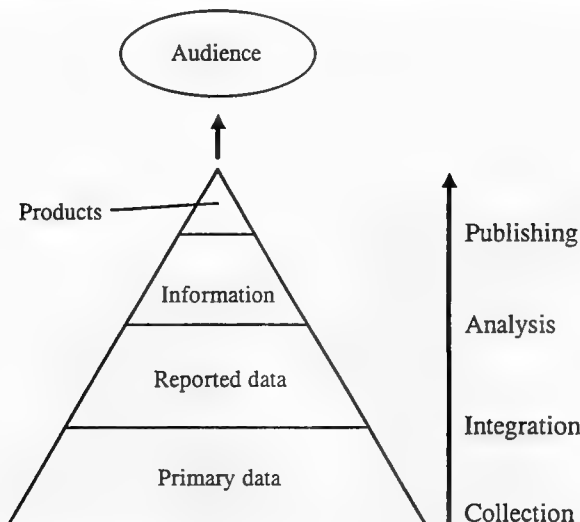 Audience
Products
Publishing
Information
Analysis
Reported data
Integration
Primary data
Collection